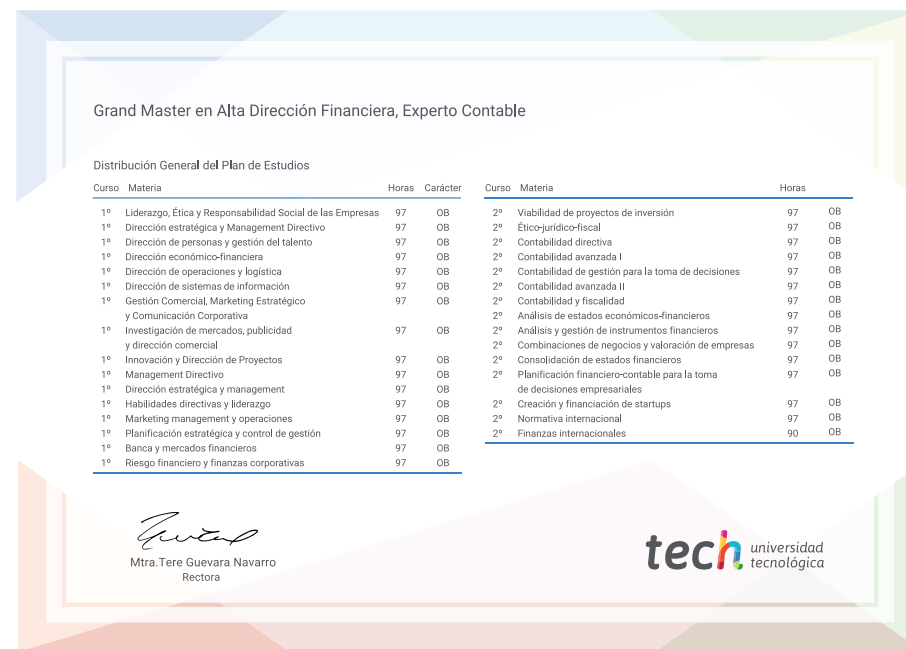 Grand Master en Alta Dirección Financiera, Experto Contable
Distribución General del Plan de Estudios
Curso Materia Horas Carácter
1º Liderazgo, Ética y Responsabilidad Social de las Empresas 97 OB
1º Dirección estratégica y Management Directivo 97 OB
1º Dirección de personas y gestión del talento 97 OB
1º Dirección económico-financiera 97 OB
1º Dirección de operaciones y logística 97 OB
1º Dirección de sistemas de información 97 OB
1º Gestión Comercial, Marketing Estratégico 97 OB
y Comunicación Corporativa
1º Investigación de mercados, publicidad 97 OB
y dirección comercial
1º Innovación y Dirección de Proyectos 97 OB
1º Management Directivo 97 OB
1º Dirección estratégica y management 97 OB
1º Habilidades directivas y liderazgo 97 OB
1º Marketing management y operaciones 97 OB
1º Planificación estratégica y control de gestión 97 OB
1º Banca y mercados financieros 97 OB
1º Riesgo financiero y finanzas corporativas 97 OB
Curso Materia Horas
2º Viabilidad de proyectos de inversión 97 OB
2º Ético-jurídico-fiscal 97 OB
2º Contabilidad directiva 97 OB
2º Contabilidad avanzada I 97 OB
2º Contabilidad de gestión para la toma de decisiones 97 OB
2º Contabilidad avanzada II 97 OB
2º Contabilidad y fiscalidad 97 OB
2º Análisis de estados económicos-financieros 97 OB
2º Análisis y gestión de instrumentos financieros 97 OB
2º Combinaciones de negocios y valoración de empresas 97 OB
2º Consolidación de estados financieros 97 OB
2º Planificación financiero-contable para la toma 97 OB
de decisiones empresariales
2º Creación y financiación de startups 97 OB
2º Normativa internacional 97 OB
2º Finanzas internacionales 90 OB
Mtra.Tere Guevara Navarro
Rectora
tech universidad
tecnológica